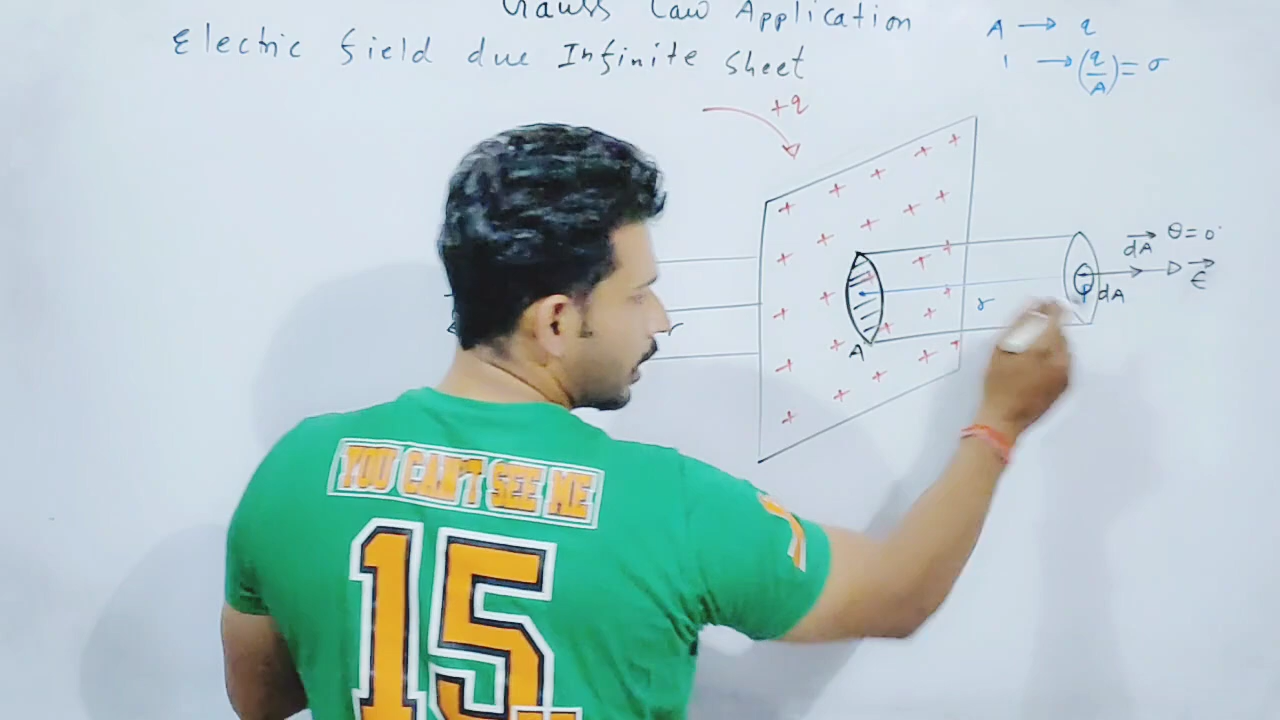 Gauss Law Application
Electric field due Infinite sheet
A → q
1 → (q/A) = σ
+q
dA θ=0°
E
dA
r
r
A
P
YOU CAN'T SEE ME
15